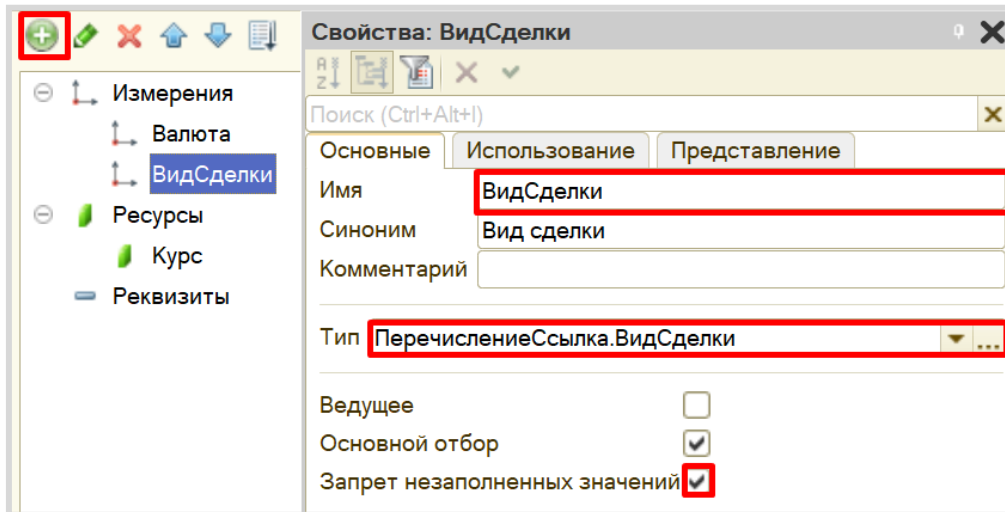 Измерения
Валюта
ВидСделки
Ресурсы
Курс
Реквизиты
Свойства: ВидСделки
Поиск (Ctrl+Alt+I)
Основные Использование Представление
Имя ВидСделки
Синоним Вид сделки
Комментарий
Тип ПеречислениеСсылка.ВидСделки ...
Ведущее
Основной отбор
Запрет незаполненных значений